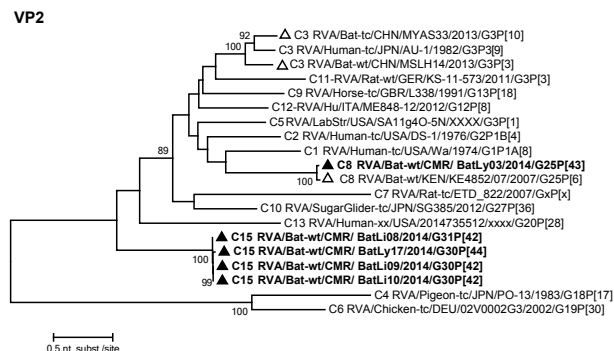 VP2
92
C3 RVA/Bat-tc/CHN/MYAS33/2013/G3P[10]
100
C3 RVA/Human-tc/JPN/AU-1/1982/G3P3[9]
C3 RVA/Bat-wt/CHN/MSLH14/2013/G3P[3]
C11-RVA/Rat-wt/GER/KS-11-573/2011/G3P[3]
C9 RVA/Horse-tc/GBR/L338/1991/G13P[18]
C12-RVA/Hu/ITA/ME848-12/2012/G12P[8]
C5 RVA/LabStr/USA/SA11g4O-5N/XXXX/G3P[1]
C2 RVA/Human-tc/USA/DS-1/1976/G2P1B[4]
89
C1 RVA/Human-tc/USA/Wa/1974/G1P1A[8]
C8 RVA/Bat-wt/CMR/ BatLy03/2014/G25P[43]
100
C8 RVA/Bat-wt/KEN/KE4852/07/2007/G25P[6]
C7 RVA/Rat-tc/ETD_822/2007/GxP[x]
C10 RVA/SugarGlider-tc/JPN/SG385/2012/G27P[36]
C13 RVA/Human-xx/USA/2014735512/xxxx/G20P[28]
C15 RVA/Bat-wt/CMR/ BatLi08/2014/G31P[42]
100
C15 RVA/Bat-wt/CMR/ BatLy17/2014/G30P[44]
C15 RVA/Bat-wt/CMR/ BatLi09/2014/G30P[42]
99
C15 RVA/Bat-wt/CMR/ BatLi10/2014/G30P[42]
C4 RVA/Pigeon-tc/JPN/PO-13/1983/G18P[17]
100
C6 RVA/Chicken-tc/DEU/02V0002G3/2002/G19P[30]
0.5 nt. subst./site